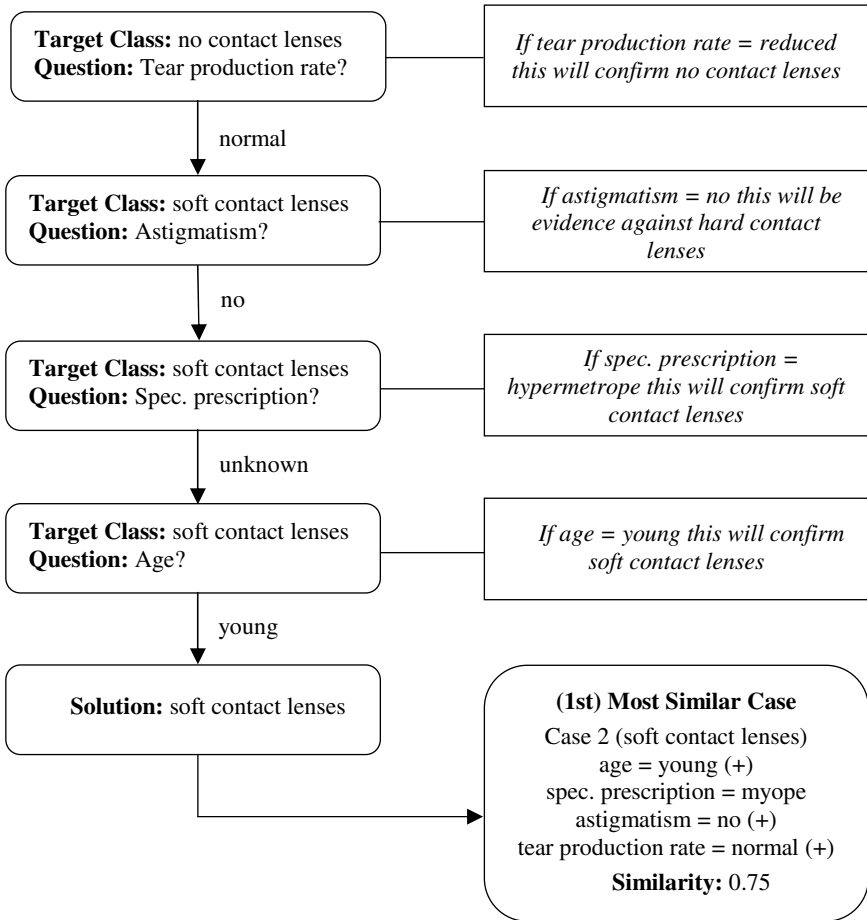 Target Class: no contact lenses
Question: Tear production rate?
If tear production rate = reduced
this will confirm no contact lenses
normal
Target Class: soft contact lenses
Question: Astigmatism?
If astigmatism = no this will be
evidence against hard contact
lenses
no
Target Class: soft contact lenses
Question: Spec. prescription?
If spec. prescription =
hypermetrope this will confirm soft
contact lenses
unknown
Target Class: soft contact lenses
Question: Age?
If age = young this will confirm
soft contact lenses
young
Solution: soft contact lenses
(1st) Most Similar Case
Case 2 (soft contact lenses)
age = young (+)
spec. prescription = myope
astigmatism = no (+)
tear production rate = normal (+)
Similarity: 0.75